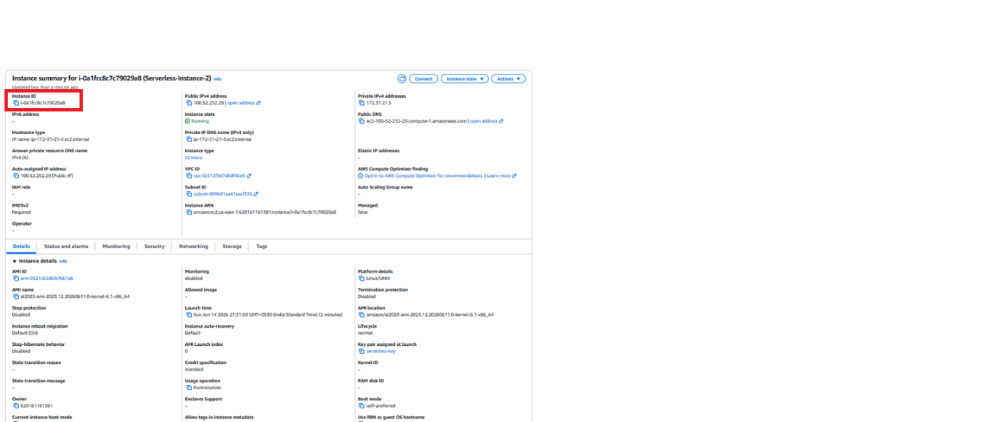 Instance summary for i-0a1fcc8c7c79029a8 (Serverless-Instance-2) Info
Connect
Instance state
Actions
Updated less than a minute ago
Instance ID
i-0a1fcc8c7c79029a8
Public IPv4 address
100.52.252.29 | open address
Private IPv4 addresses
172.31.21.3
IPv6 address
–
Instance state
Running
Public DNS
ec2-100-52-252-29.compute-1.amazonaws.com | open address
Hostname type
IP name: ip-172-31-21-3.ec2.internal
Private IP DNS name (IPv4 only)
ip-172-31-21-3.ec2.internal
Answer private resource DNS name
IPv4 (A)
Instance type
t2.micro
Elastic IP addresses
–
Auto-assigned IP address
100.52.252.29 [Public IP]
VPC ID
vpc-0c512f9d7d0df4be5
AWS Compute Optimizer finding
Opt-in to AWS Compute Optimizer for recommendations. | Learn more
IAM role
–
Subnet ID
subnet-099b91aa41eacf336
Auto Scaling Group name
–
IMDSv2
Required
Instance ARN
arn:aws:ec2:us-east-1:629161161381:instance/i-0a1fcc8c7c79029a8
Managed
false
Operator
–
Details
Status and alarms
Monitoring
Security
Networking
Storage
Tags
Instance details Info
AMI ID
ami-0521cb2d60cfbb1a6
Monitoring
disabled
Platform details
Linux/UNIX
AMI name
al2023-ami-2023.12.20260611.0-kernel-6.1-x86_64
Allowed image
–
Termination protection
Disabled
Stop protection
Disabled
Launch time
Sun Jun 14 2026 21:31:59 GMT+0530 (India Standard Time) (2 minutes)
AMI location
amazon/al2023-ami-2023.12.20260611.0-kernel-6.1-x86_64
Instance reboot migration
Default (On)
Instance auto-recovery
Default
Lifecycle
normal
Stop-hibernate behavior
Disabled
AMI Launch index
0
Key pair assigned at launch
serverless-key
State transition reason
–
Credit specification
standard
Kernel ID
–
State transition message
–
Usage operation
RunInstances
RAM disk ID
–
Owner
629161161381
Enclaves Support
–
Boot mode
uefi-preferred
Current instance boot mode
Allow tags in instance metadata
Use RBN as guest OS hostname